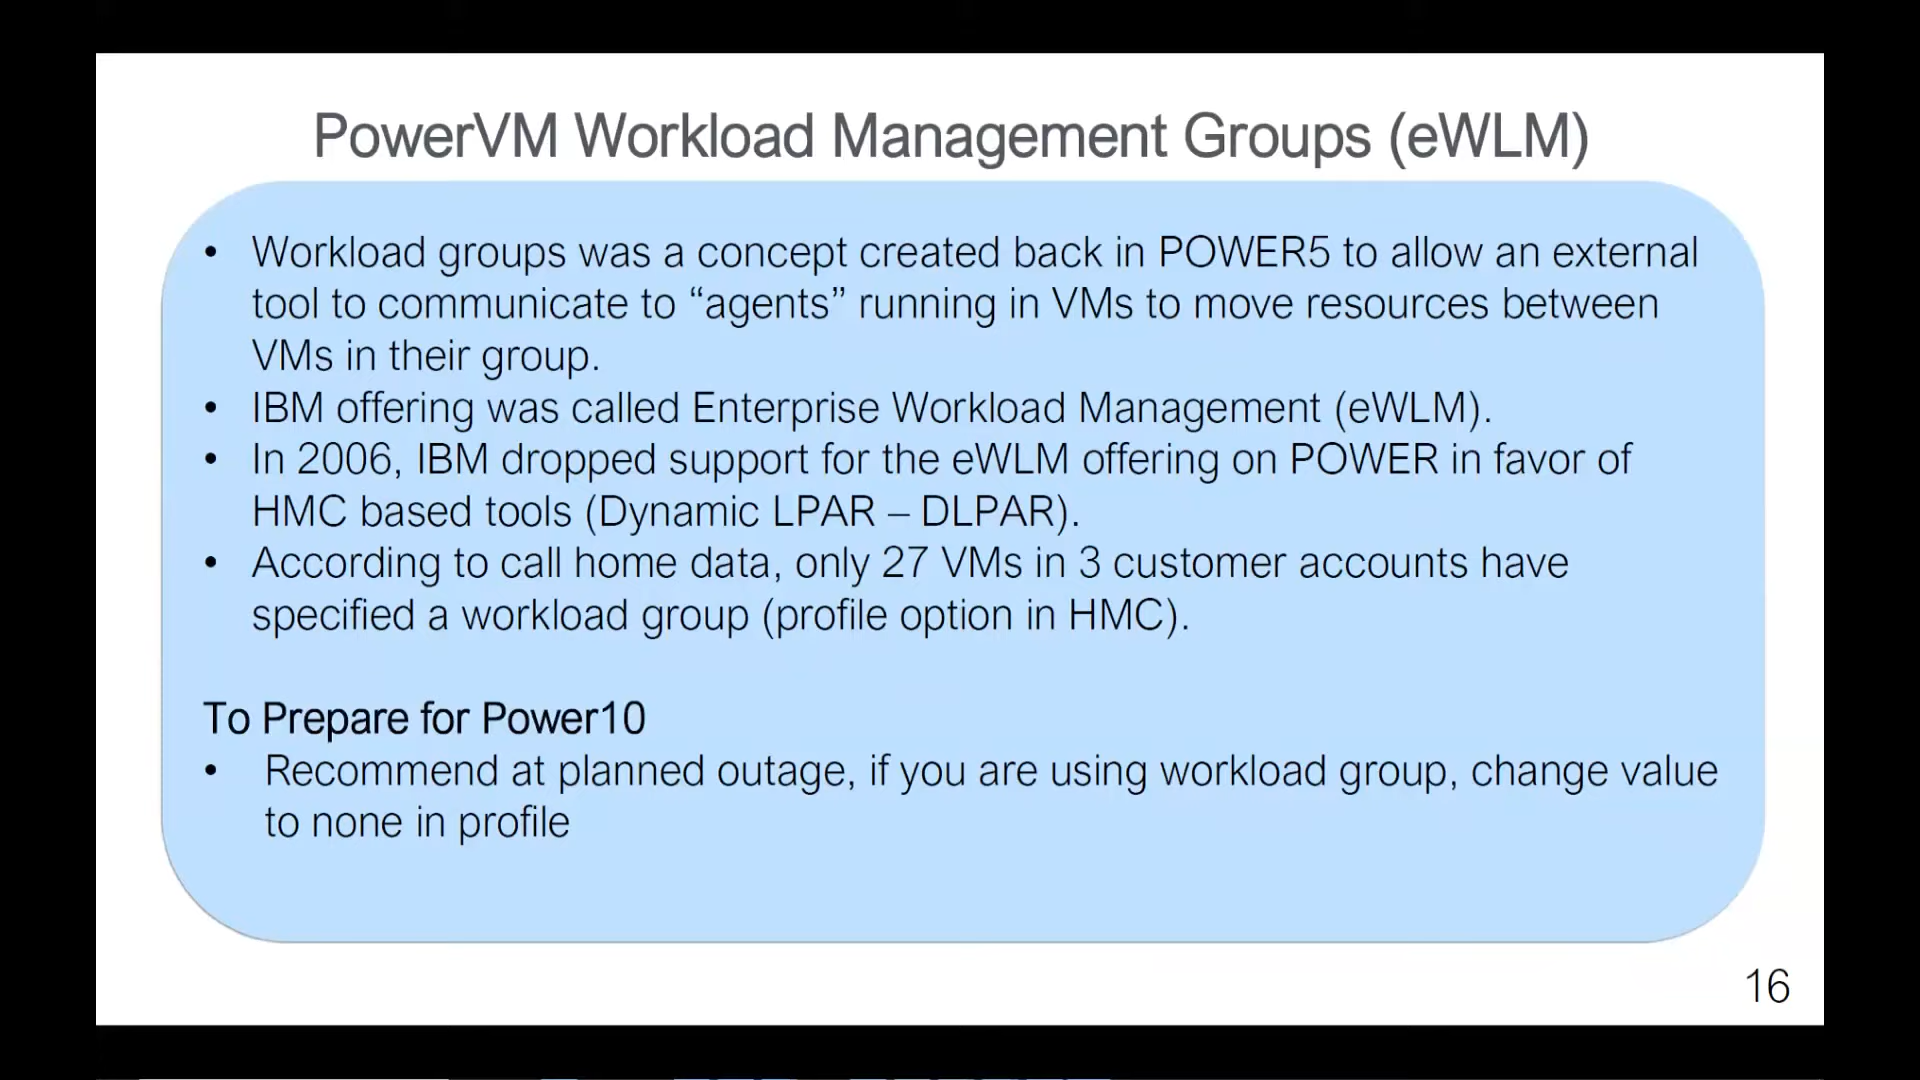 PowerVM Workload Management Groups (eWLM)
• Workload groups was a concept created back in POWER5 to allow an external
tool to communicate to “agents” running in VMs to move resources between
VMs in their group.
• IBM offering was called Enterprise Workload Management (eWLM).
• In 2006, IBM dropped support for the eWLM offering on POWER in favor of
HMC based tools (Dynamic LPAR – DLPAR).
• According to call home data, only 27 VMs in 3 customer accounts have
specified a workload group (profile option in HMC).
To Prepare for Power10
• Recommend at planned outage, if you are using workload group, change value
to none in profile
16